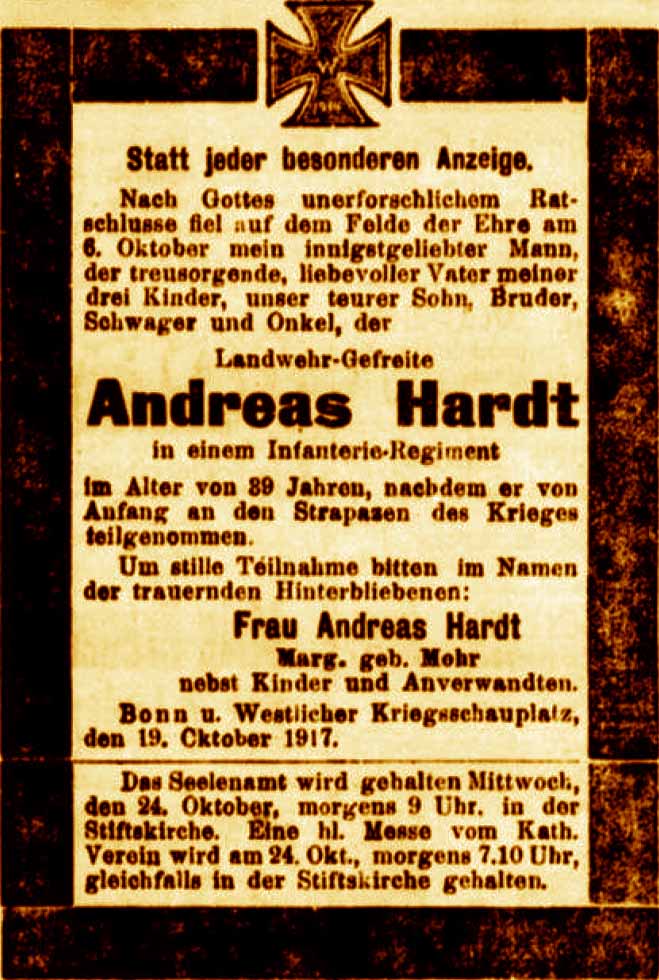 W
1914
Statt jeder besonderen Anzeige.
Nach Gottes unerforschlichem Rat-
schlusse fiel auf dem Felde der Ehre am
6. Oktober mein innigstgeliebter Mann,
der treusorgende, liebevoller Vater meiner
drei Kinder, unser teurer Sohn, Bruder,
Schwager und Onkel, der
Landwehr-Gefreite
Andreas Hardt
in einem Infanterie-Regiment
im Alter von 39 Jahren, nachdem er von
Anfang an den Strapazen des Krieges
teilgenommen.
Um stille Teilnahme bitten im Namen
der trauernden Hinterbliebenen:
Frau Andreas Hardt
Marg. geb. Mohr
nebst Kinder und Anverwandten.
Bonn u. Westlicher Kriegsschauplatz,
den 19. Cktober 1917.
Das Seelenamt wird gehalten Mittwoch,
den 24. Oktober, morgens 9 Uhr, in der
Stiftskirche. Eine hl. Messe vom Kath.
Verein wird am 24. Okt., morgens 7.10 Uhr,
gleichfalls in der Stiftskirche gehalten.